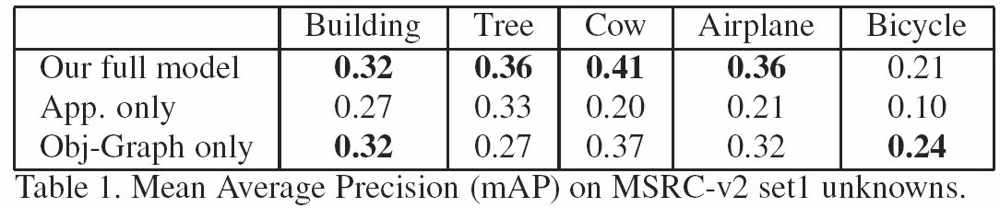 Building Tree Cow Airplane Bicycle
Our full model 0.32 0.36 0.41 0.36 0.21
App. only 0.27 0.33 0.20 0.21 0.10
Obj-Graph only 0.32 0.27 0.37 0.32 0.24
Table 1. Mean Average Precision (mAP) on MSRC-v2 set1 unknowns.